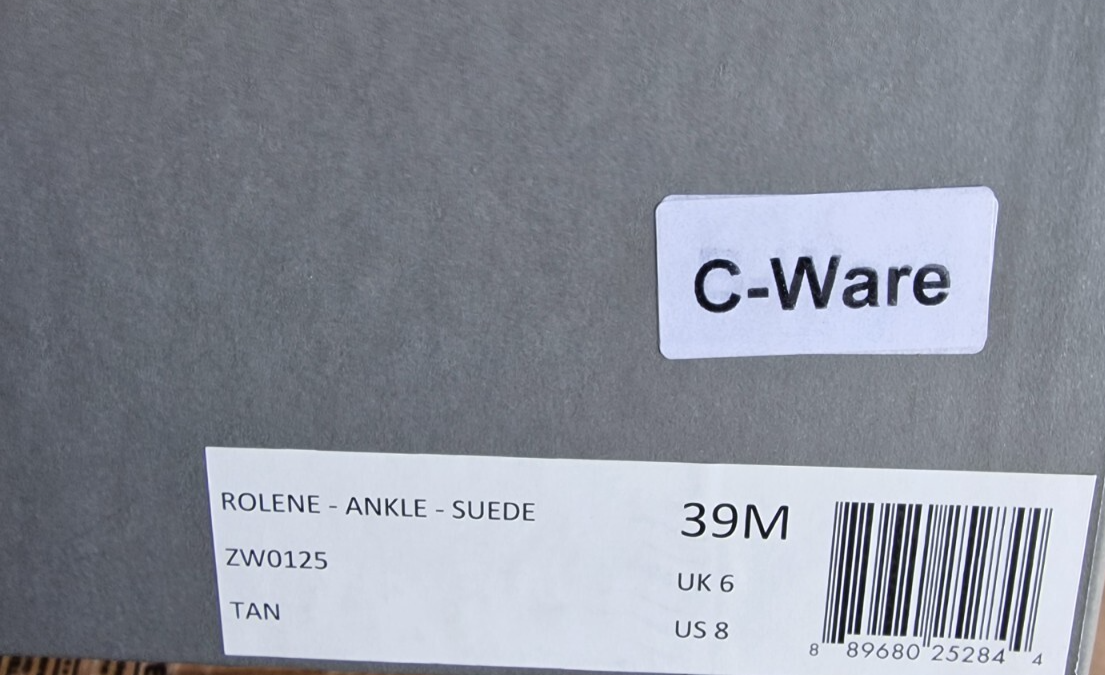 C-Ware
ROLENE - ANKLE - SUEDE
39M
ZW0125
UK 6
TAN
US 8
8 89680 25284 4